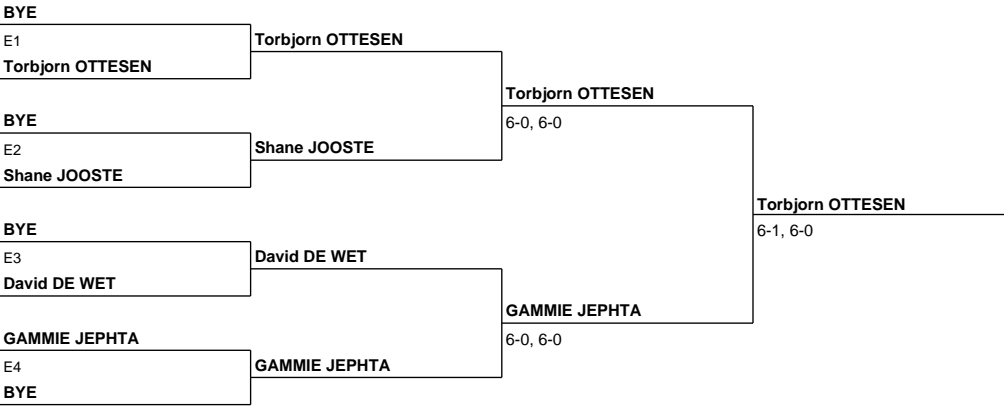 BYE
E1
Torbjorn OTTESEN
Torbjorn OTTESEN
Torbjorn OTTESEN
6-0, 6-0
BYE
E2
Shane JOOSTE
Shane JOOSTE
Torbjorn OTTESEN
6-1, 6-0
BYE
E3
David DE WET
David DE WET
GAMMIE JEPHTA
6-0, 6-0
GAMMIE JEPHTA
E4
GAMMIE JEPHTA
BYE